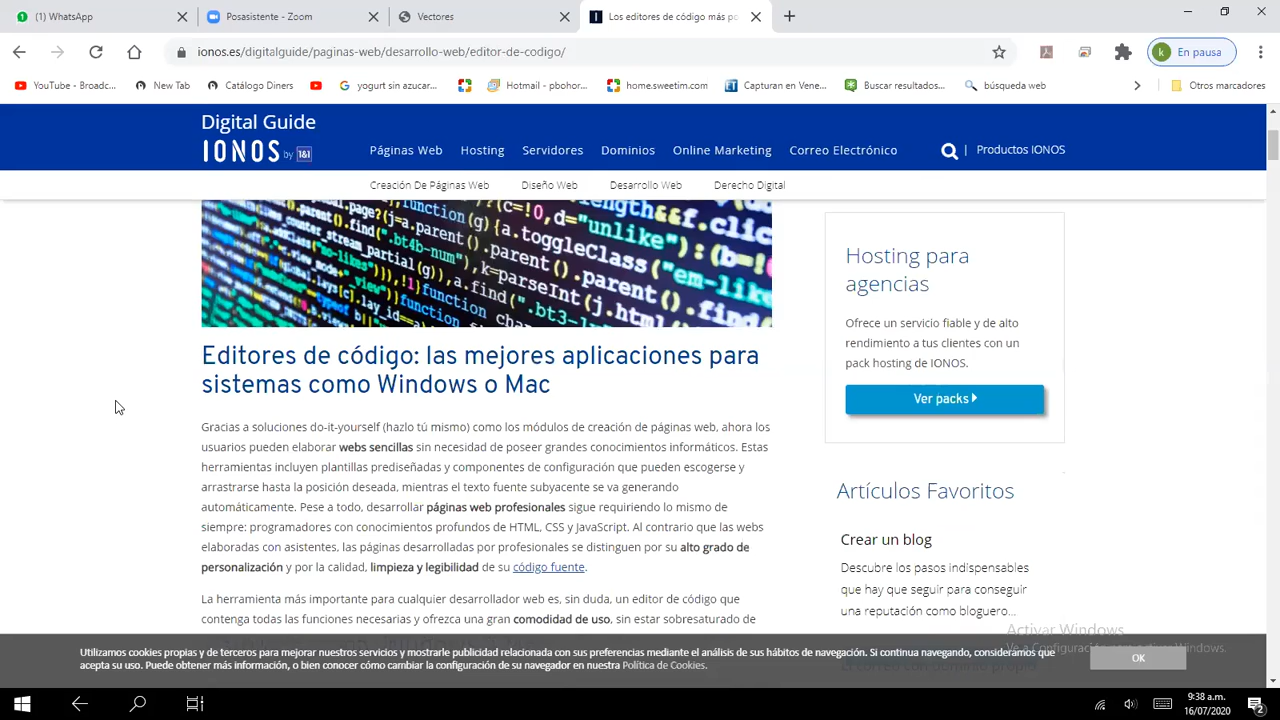 (1) WhatsApp
Posasistente - Zoom
Vectores
Los editores de código más po
ionos.es/digitalguide/paginas-web/desarrollo-web/editor-de-codigo/
k En pausa
YouTube - Broadc...
New Tab
Catálogo Diners
yogurt sin azucar...
Hotmail - pbohor...
home.sweetim.com
Capturan en Vene...
Buscar resultados...
búsqueda web
Otros marcadores
Digital Guide
IONOS by 1&1
Páginas Web
Hosting
Servidores
Dominios
Online Marketing
Correo Electrónico
Productos IONOS
Creación De Páginas Web
Diseño Web
Desarrollo Web
Derecho Digital
Editores de código: las mejores aplicaciones para
sistemas como Windows o Mac
Gracias a soluciones do-it-yourself (hazlo tú mismo) como los módulos de creación de páginas web, ahora los
usuarios pueden elaborar webs sencillas sin necesidad de poseer grandes conocimientos informáticos. Estas
herramientas incluyen plantillas prediseñadas y componentes de configuración que pueden escogerse y
arrastrarse hasta la posición deseada, mientras el texto fuente subyacente se va generando
automáticamente. Pese a todo, desarrollar páginas web profesionales sigue requiriendo lo mismo de
siempre: programadores con conocimientos profundos de HTML, CSS y JavaScript. Al contrario que las webs
elaboradas con asistentes, las páginas desarrolladas por profesionales se distinguen por su alto grado de
personalización y por la calidad, limpieza y legibilidad de su código fuente.
La herramienta más importante para cualquier desarrollador web es, sin duda, un editor de código que
contenga todas las funciones necesarias y ofrezca una gran comodidad de uso, sin estar sobresaturado de
Hosting para
agencias
Ofrece un servicio fiable y de alto
rendimiento a tus clientes con un
pack hosting de IONOS.
Ver packs
Artículos Favoritos
Crear un blog
Descubre los pasos indispensables
que hay que seguir para conseguir
una reputación como bloguero...
Activar Windows
Utilizamos cookies propias y de terceros para mejorar nuestros servicios y mostrarle publicidad relacionada con sus preferencias mediante el análisis de sus hábitos de navegación. Si continua navegando, consideramos que
acepta su uso. Puede obtener más información, o bien conocer cómo cambiar la configuración de su navegador en nuestra Política de Cookies.
OK
9:38 a.m.
16/07/2020
2